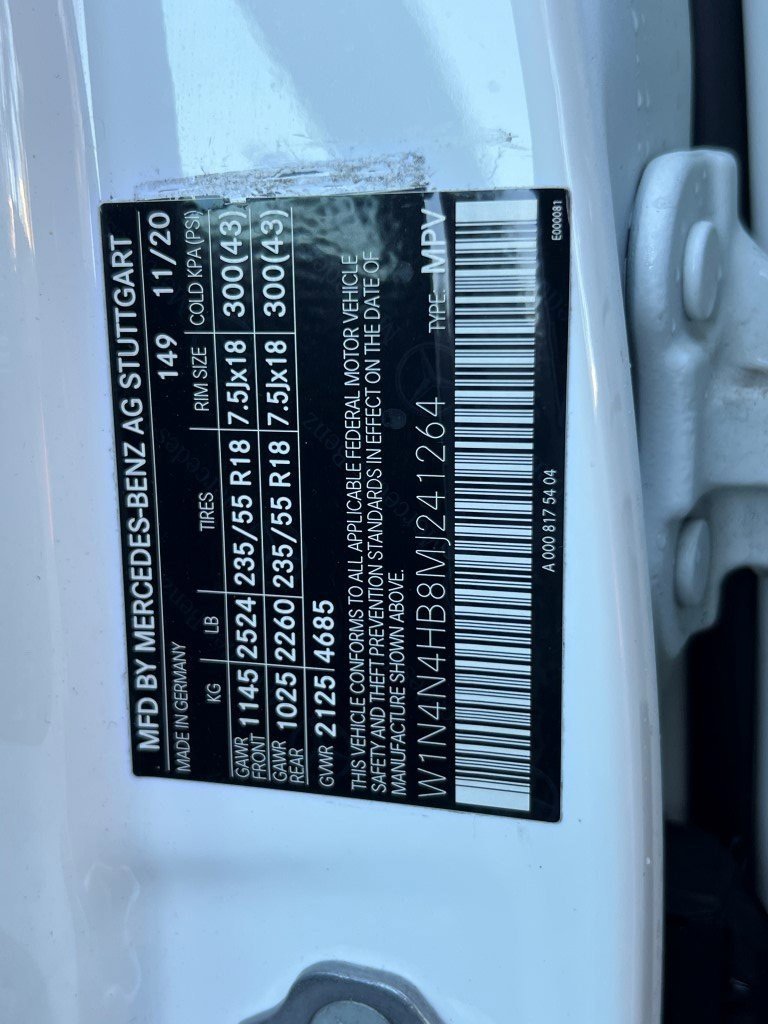 MFD BY MERCEDES-BENZ AG STUTTGART
MADE IN GERMANY 149 11/20
KG LB TIRES RIM SIZE COLD KPA (PSI)
GAWR FRONT 1145 2524 235/55 R18 7.5Jx18 300(43)
GAWR REAR 1025 2260 235/55 R18 7.5Jx18 300(43)
GVWR 2125 4685
THIS VEHICLE CONFORMS TO ALL APPLICABLE FEDERAL MOTOR VEHICLE
SAFETY AND THEFT PREVENTION STANDARDS IN EFFECT ON THE DATE OF
MANUFACTURE SHOWN ABOVE.
W1N4N4HB8MJ241264 TYPE: MPV
A 000 817 54 04 E000081